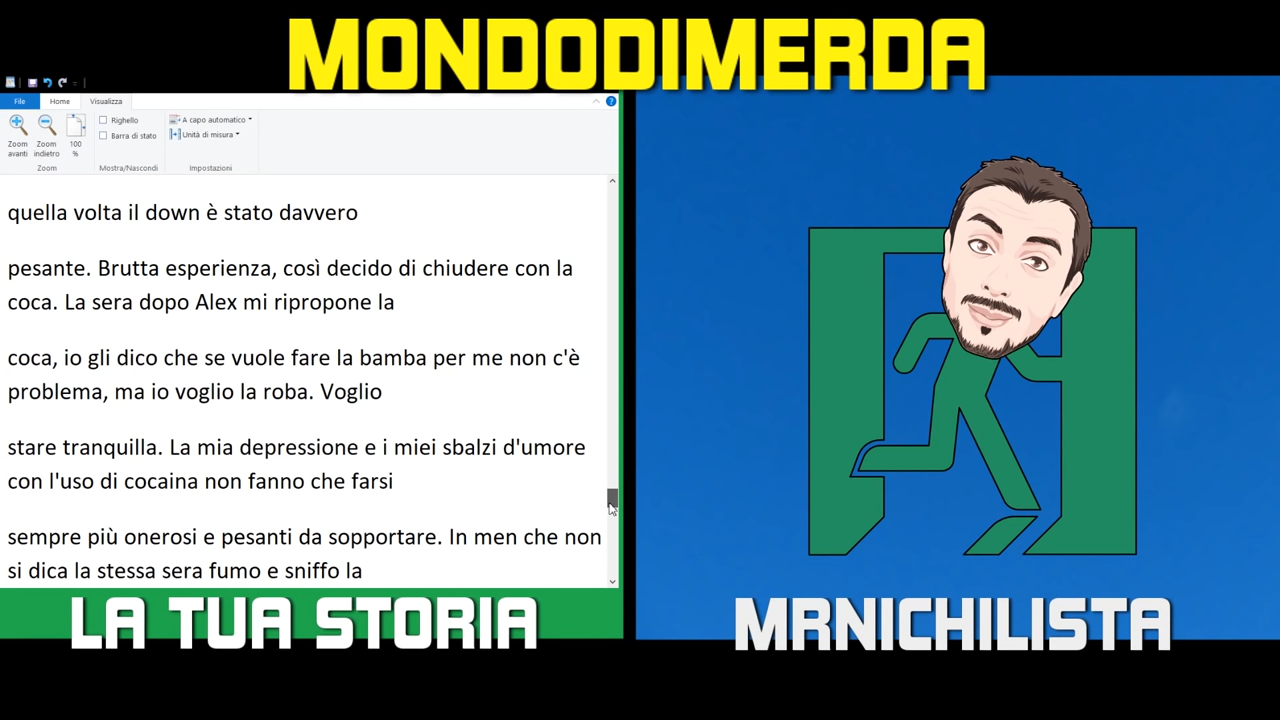 MONDODIMERDA
File Home Visualizza
Zoom avanti
Zoom indietro
100 %
Righello
Barra di stato
A capo automatico
Unità di misura
Zoom
Mostra/Nascondi
Impostazioni
quella volta il down è stato davvero
pesante. Brutta esperienza, così decido di chiudere con la
coca. La sera dopo Alex mi ripropone la
coca, io gli dico che se vuole fare la bamba per me non c'è
problema, ma io voglio la roba. Voglio
stare tranquilla. La mia depressione e i miei sbalzi d'umore
con l'uso di cocaina non fanno che farsi
sempre più onerosi e pesanti da sopportare. In men che non
si dica la stessa sera fumo e sniffo la
LA TUA STORIA
MRNICHILISTA